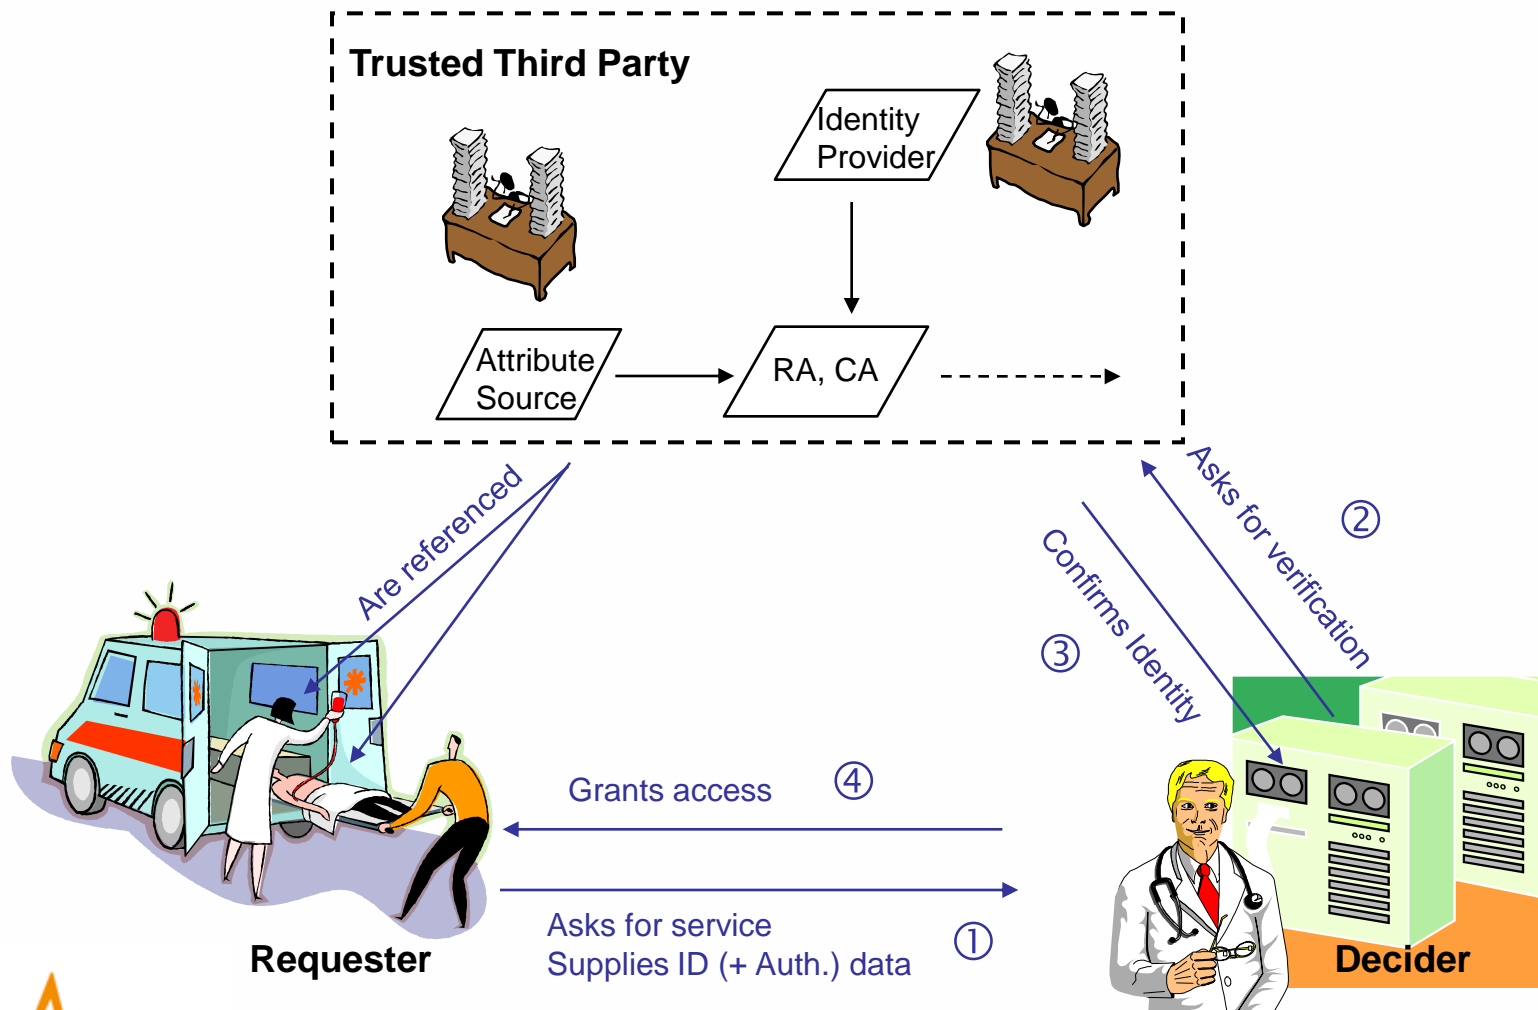 Trusted Third Party
Identity
Provider
Attribute
Source
RA, CA
Are referenced
Asks for verification
②
Confirms Identity
③
Grants access
④
Asks for service
Supplies ID (+ Auth.) data
①
Requester
Decider